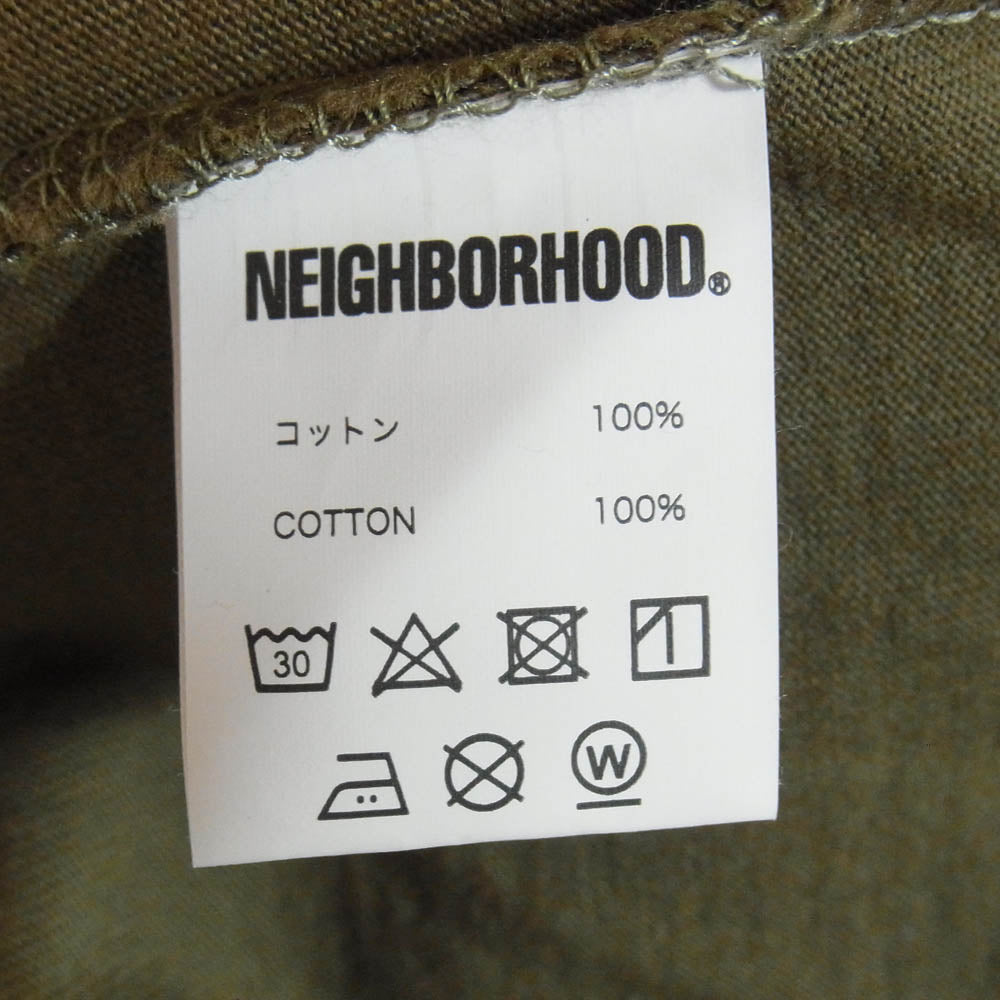 NEIGHBORHOOD®
コットン 100%
COTTON 100%
30
W